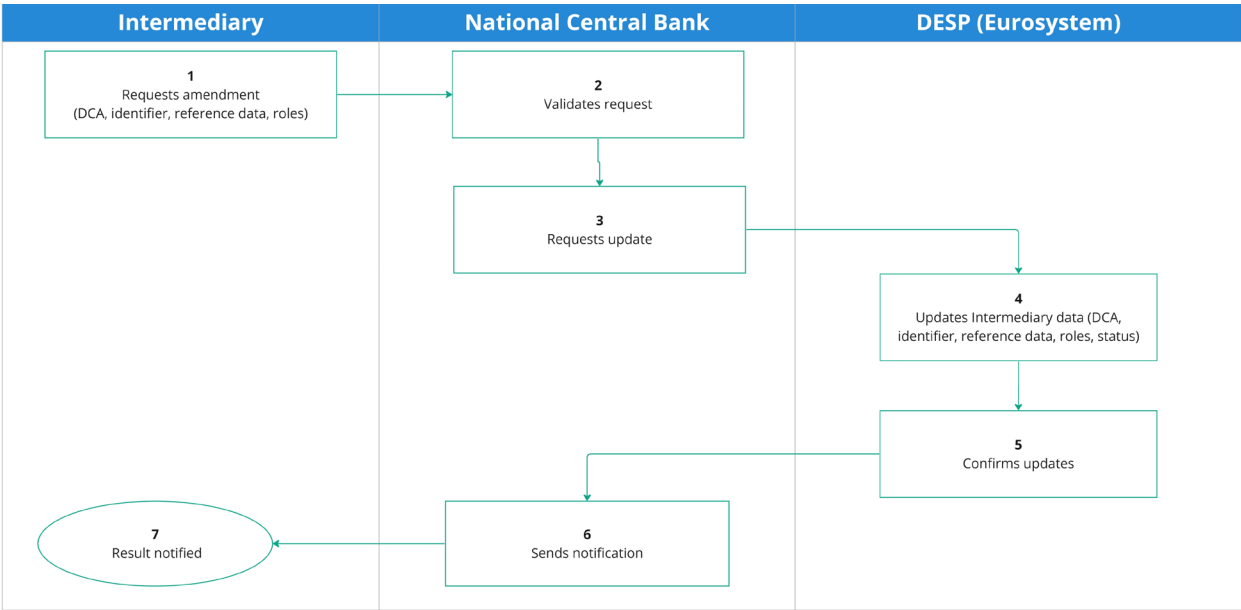 Intermediary
National Central Bank
DESP (Eurosystem)
1
Requests amendment
(DCA, identifier, reference data, roles)
2
Validates request
3
Requests update
4
Updates Intermediary data (DCA,
identifier, reference data, roles, status)
5
Confirms updates
6
Sends notification
7
Result notified